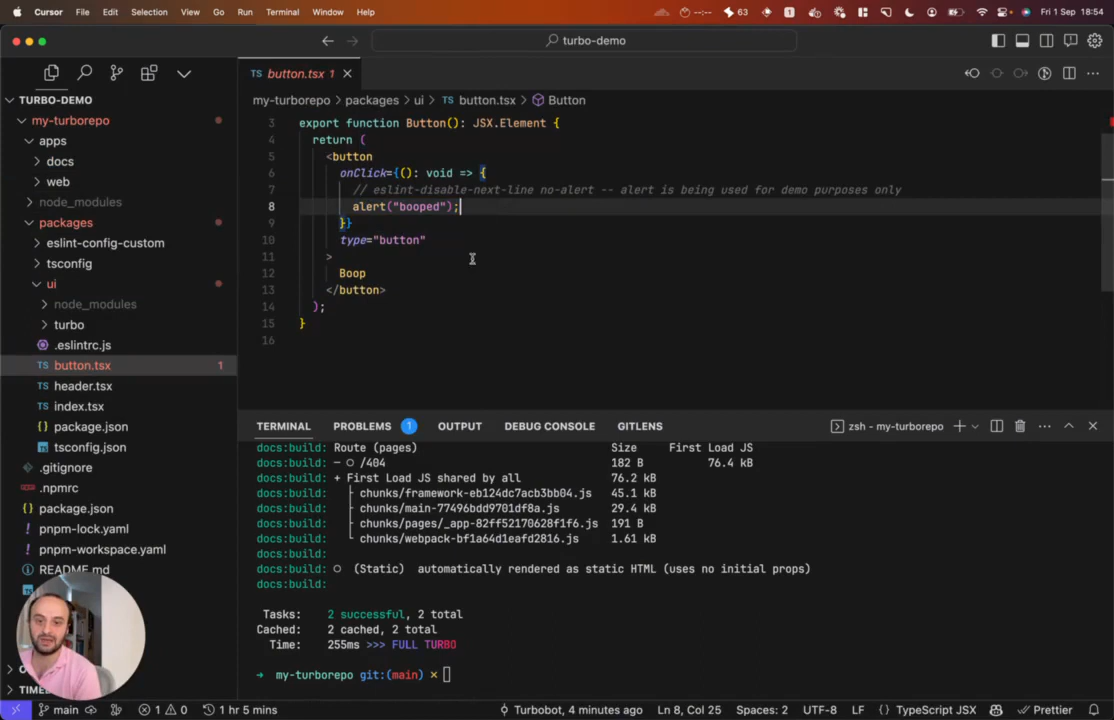 Cursor File Edit Selection View Go Run Terminal Window Help 63 1 Fri 1 Sep 18:54
turbo-demo
button.tsx 1
TURBO-DEMO
my-turborepo
apps
docs
web
node_modules
packages
eslint-config-custom
tsconfig
ui
node_modules
turbo
.eslintrc.js
TS button.tsx 1
TS header.tsx
TS index.tsx
package.json
tsconfig.json
.gitignore
.npmrc
package.json
! pnpm-lock.yaml
! pnpm-workspace.yaml
README.md
my-turborepo > packages > ui > TS button.tsx > Button
3 export function Button(): JSX.Element {
4 return (
5 <button
6 onClick={(): void => {
7 // eslint-disable-next-line no-alert -- alert is being used for demo purposes only
8 alert("booped");
9 }}
10 type="button"
11 >
12 Boop
13 </button>
14 );
15 }
16
TERMINAL PROBLEMS 1 OUTPUT DEBUG CONSOLE GITLENS zsh - my-turborepo
docs:build: Route (pages) Size First Load JS
docs:build: ─ ○ /404 182 B 76.4 kB
docs:build: + First Load JS shared by all 76.2 kB
docs:build: ├ chunks/framework-eb124dc7acb3bb04.js 45.1 kB
docs:build: ├ chunks/main-77496bdd9701df8a.js 29.4 kB
docs:build: ├ chunks/pages/_app-82ff52170628f1f6.js 191 B
docs:build: └ chunks/webpack-bf1a64d1eafd2816.js 1.61 kB
docs:build:
docs:build: ○ (Static) automatically rendered as static HTML (uses no initial props)
docs:build:
Tasks: 2 successful, 2 total
Cached: 2 cached, 2 total
Time: 255ms >>> FULL TURBO
→ my-turborepo git:(main) ×
main 1 0 1 hr 5 mins Turbobot, 4 minutes ago Ln 8, Col 25 Spaces: 2 UTF-8 LF {} TypeScript JSX Prettier